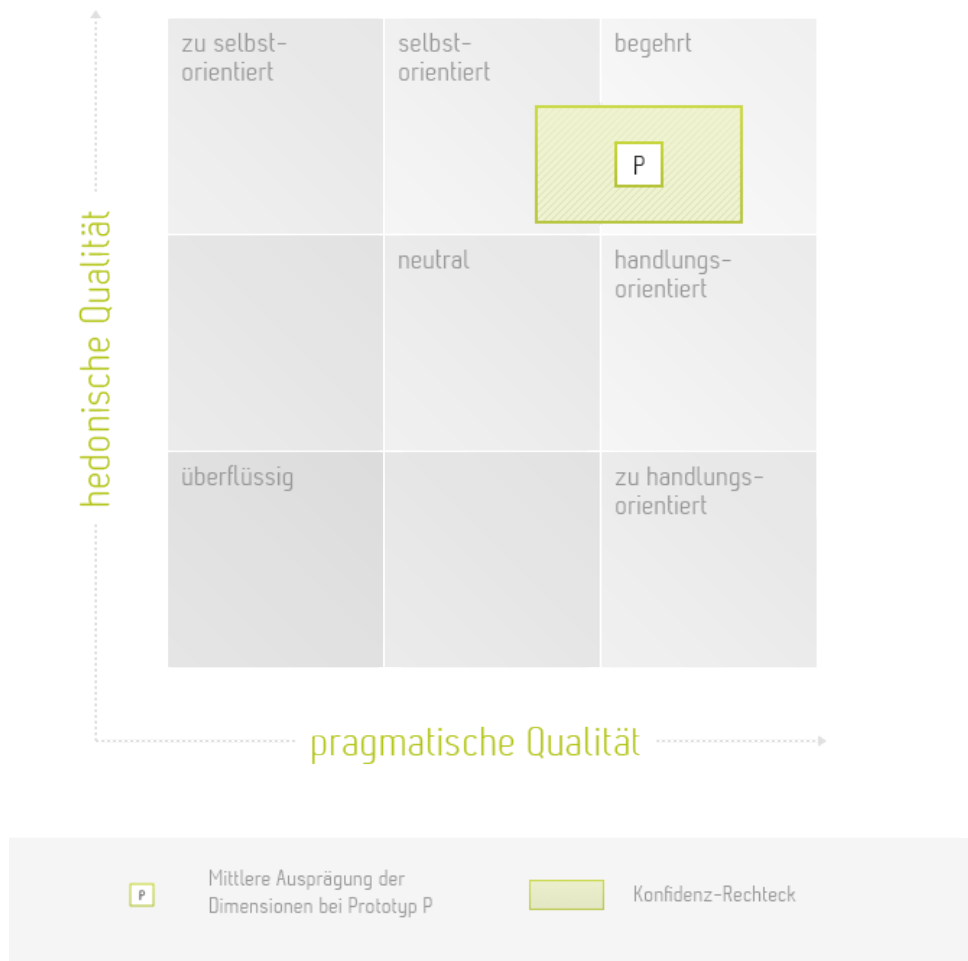 zu selbst-
orientiert
selbst-
orientiert
begehrt
P
neutral
handlungs-
orientiert
überflüssig
zu handlungs-
orientiert
hedonische Qualität
pragmatische Qualität
P
Mittlere Ausprägung der
Dimensionen bei Prototyp P
Konfidenz-Rechteck